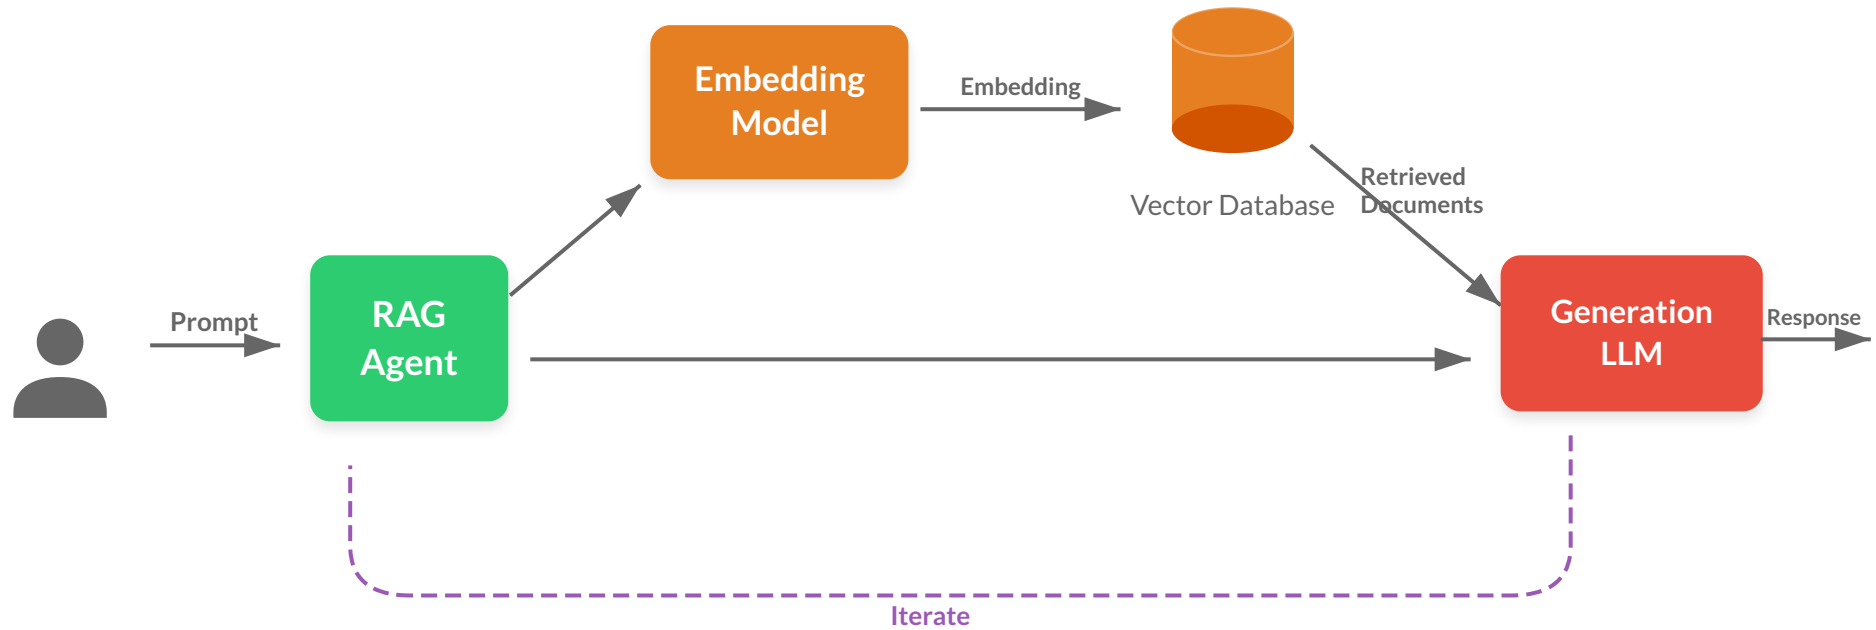 Embedding
Model
Embedding
Retrieved
Documents
Vector Database
RAG
Agent
Prompt
Generation
LLM
Response
Iterate